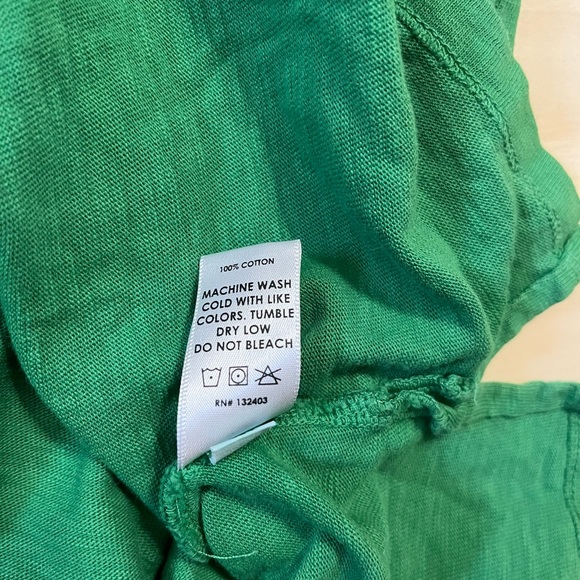 100% COTTON
MACHINE WASH
COLD WITH LIKE
COLORS. TUMBLE
DRY LOW
DO NOT BLEACH
RN# 132403